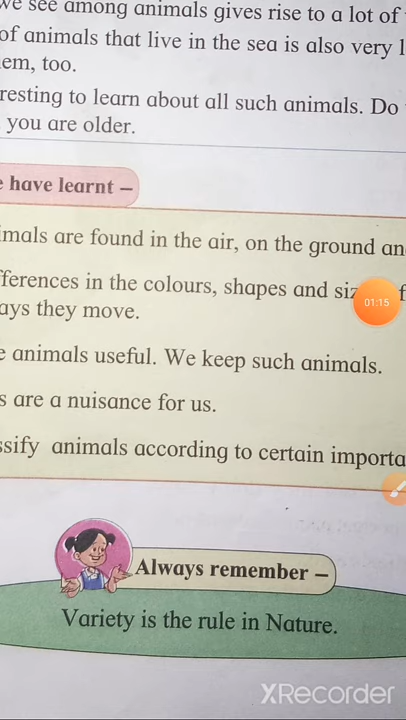 we see among animals gives rise to a lot of
of animals that live in the sea is also very
em, too.
resting to learn about all such animals. Do
you are older.
have learnt –
imals are found in the air, on the ground an
fferences in the colours, shapes and siz
ays they move.
animals useful. We keep such animals.
s are a nuisance for us.
ssify animals according to certain importa
01:15
Always remember –
Variety is the rule in Nature.
XRecorder